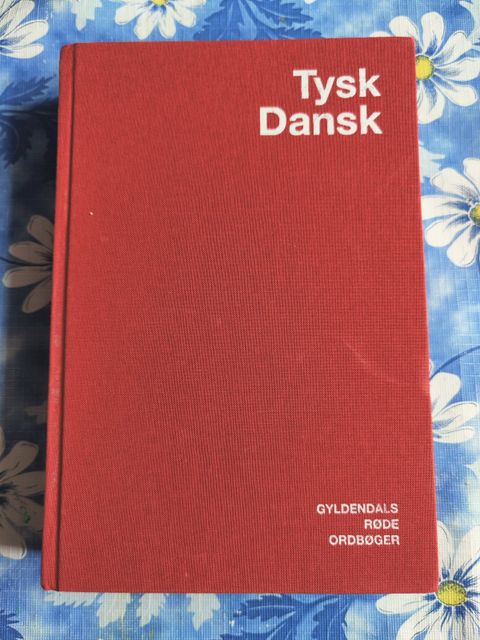 Tysk
Dansk
GYLDENDALS
RØDE
ORDBØGER